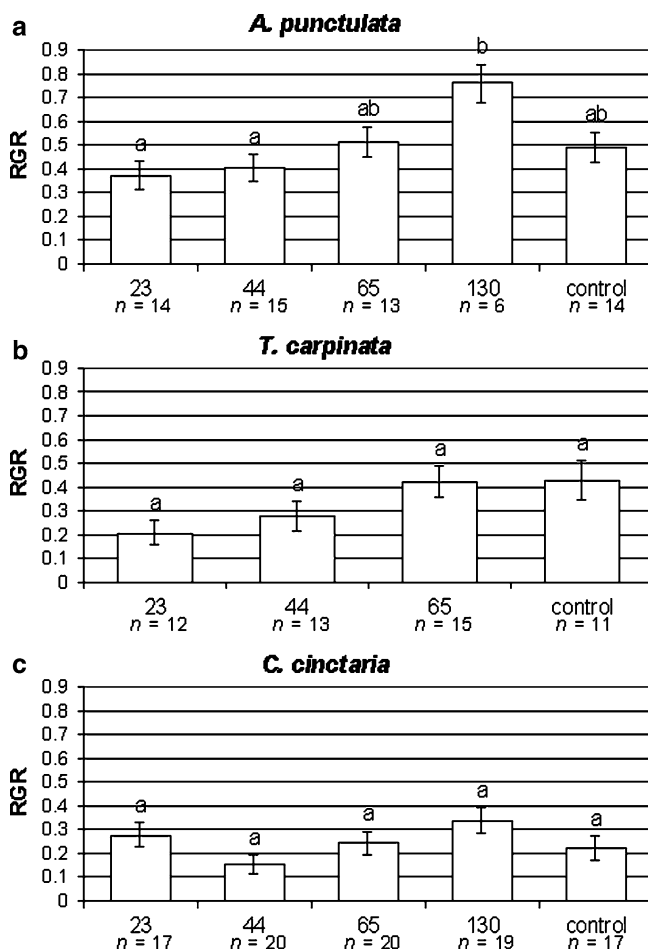 a
A. punctulata
RGR
0.9
0.8
0.7
0.6
0.5
0.4
0.3
0.2
0.1
0
a a ab b ab
23 44 65 130 control
n = 14 n = 15 n = 13 n = 6 n = 14
b
T. carpinata
RGR
0.9
0.8
0.7
0.6
0.5
0.4
0.3
0.2
0.1
0
a a a a
23 44 65 control
n = 12 n = 13 n = 15 n = 11
c
C. cinctaria
RGR
0.9
0.8
0.7
0.6
0.5
0.4
0.3
0.2
0.1
0
a a a a a
23 44 65 130 control
n = 17 n = 20 n = 20 n = 19 n = 17